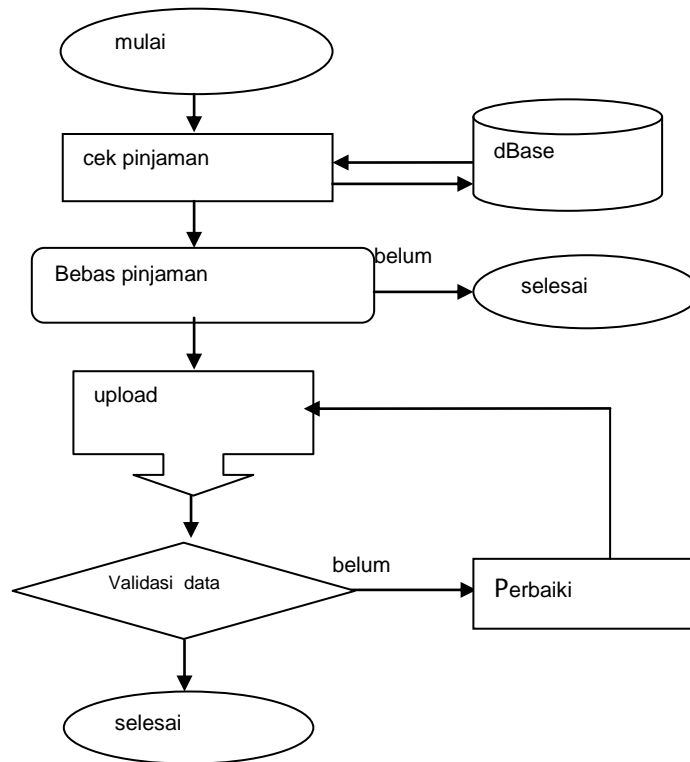 mulai
cek pinjaman
dBase
Bebas pinjaman
belum
selesai
upload
Validasi data
belum
Perbaiki
selesai